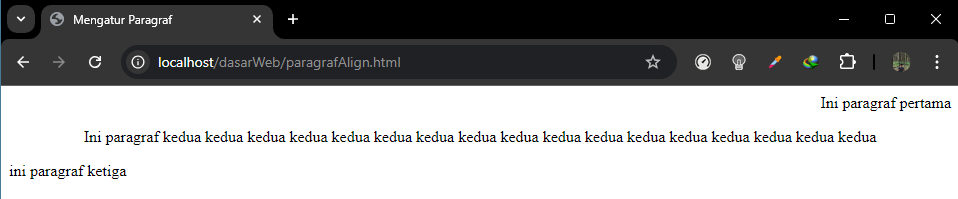 Mengatur Paragraf
localhost/dasarWeb/paragrafAlign.html
Ini paragraf pertama
Ini paragraf kedua kedua kedua kedua kedua kedua kedua kedua kedua kedua kedua kedua kedua kedua kedua kedua kedua
ini paragraf ketiga